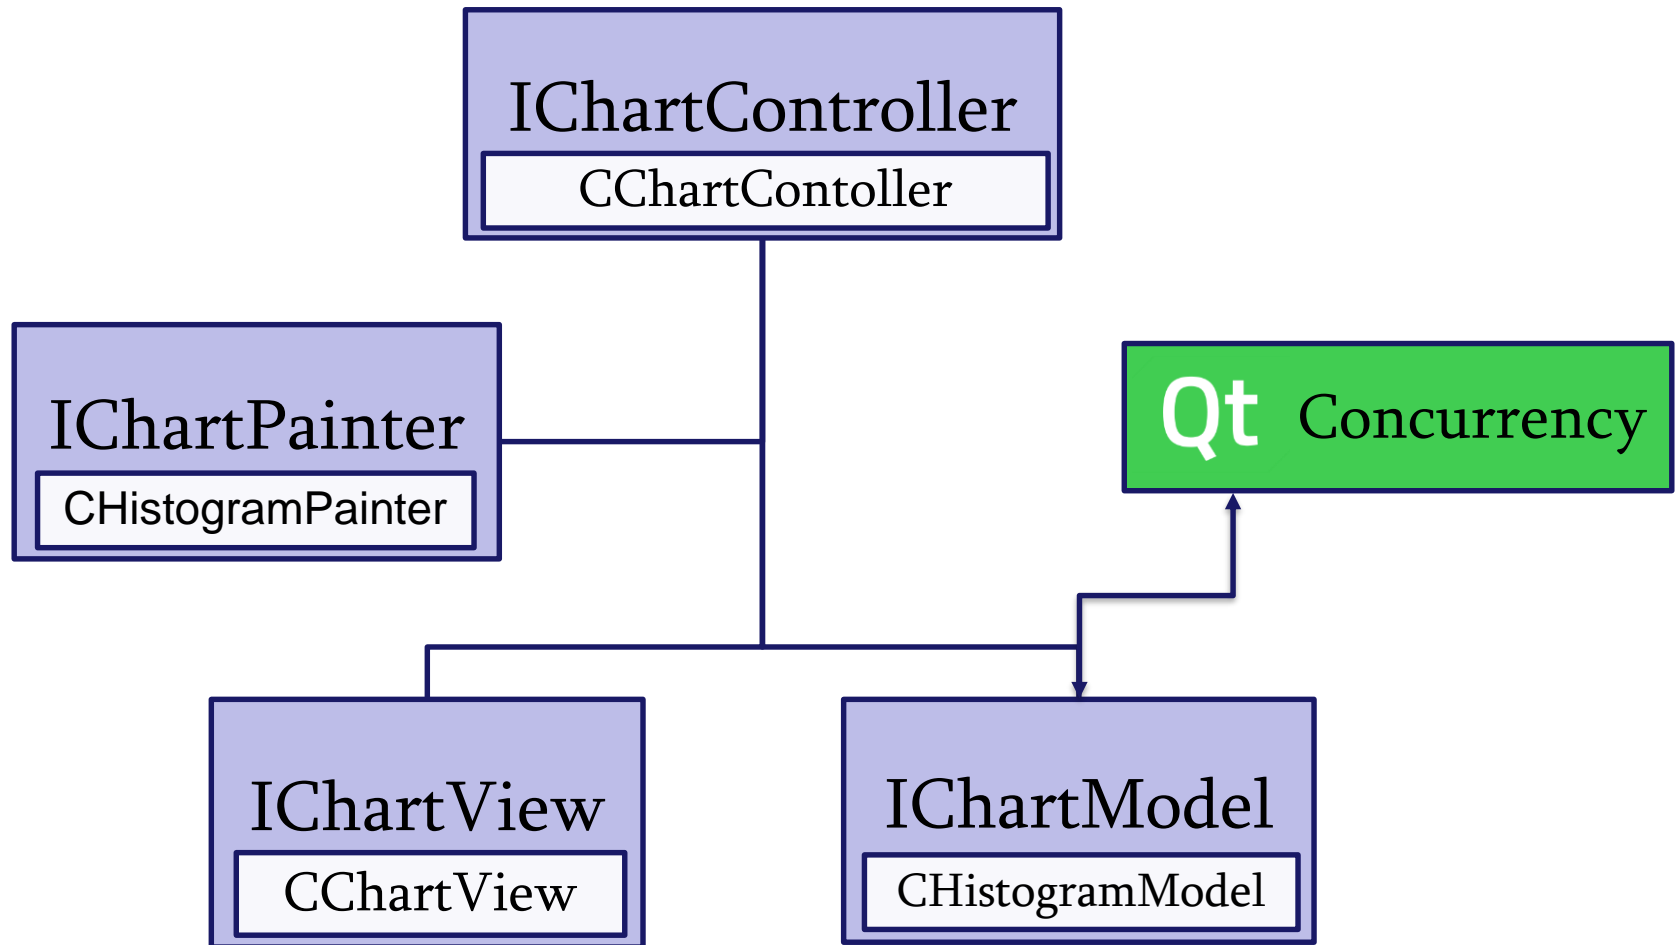 IChartController
CChartContoller
IChartPainter
CHistogramPainter
Qt Concurrency
IChartView
CChartView
IChartModel
CHistogramModel